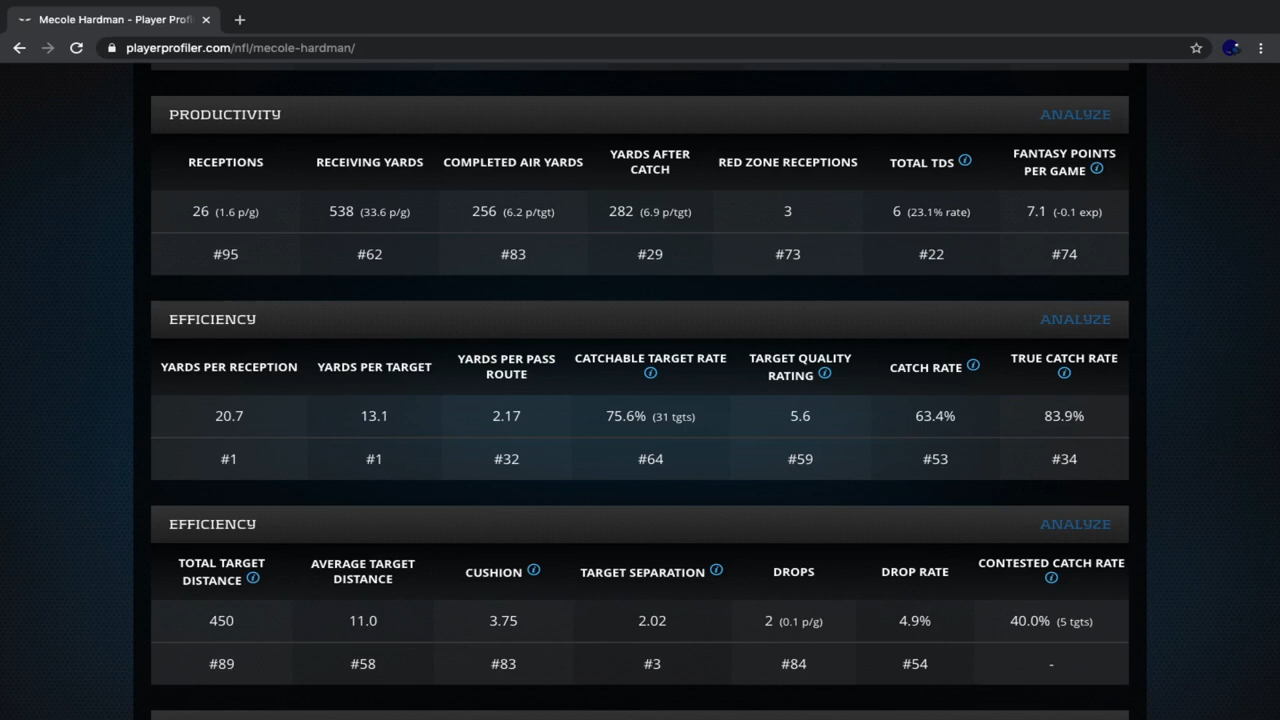 Mecole Hardman - Player Profi
playerprofiler.com/nfl/mecole-hardman/
PRODUCTIVITY ANALYZE
RECEPTIONS RECEIVING YARDS COMPLETED AIR YARDS YARDS AFTER CATCH RED ZONE RECEPTIONS TOTAL TDS FANTASY POINTS PER GAME
26 (1.6 p/g) 538 (33.6 p/g) 256 (6.2 p/tgt) 282 (6.9 p/tgt) 3 6 (23.1% rate) 7.1 (-0.1 exp)
#95 #62 #83 #29 #73 #22 #74
EFFICIENCY ANALYZE
YARDS PER RECEPTION YARDS PER TARGET YARDS PER PASS ROUTE CATCHABLE TARGET RATE TARGET QUALITY RATING CATCH RATE TRUE CATCH RATE
20.7 13.1 2.17 75.6% (31 tgts) 5.6 63.4% 83.9%
#1 #1 #32 #64 #59 #53 #34
EFFICIENCY ANALYZE
TOTAL TARGET DISTANCE AVERAGE TARGET DISTANCE CUSHION TARGET SEPARATION DROPS DROP RATE CONTESTED CATCH RATE
450 11.0 3.75 2.02 2 (0.1 p/g) 4.9% 40.0% (5 tgts)
#89 #58 #83 #3 #84 #54 -